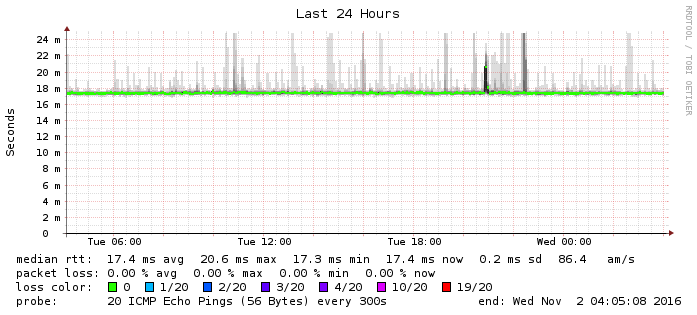 Last 24 Hours
RRDTOOL / TOBI OETIKER
Seconds
24 m
22 m
20 m
18 m
16 m
14 m
12 m
10 m
8 m
6 m
4 m
2 m
0
Tue 06:00 Tue 12:00 Tue 18:00 Wed 00:00
median rtt: 17.4 ms avg 20.6 ms max 17.3 ms min 17.4 ms now 0.2 ms sd 86.4 am/s
packet loss: 0.00 % avg 0.00 % max 0.00 % min 0.00 % now
loss color: 0 1/20 2/20 3/20 4/20 10/20 19/20
probe: 20 ICMP Echo Pings (56 Bytes) every 300s end: Wed Nov 2 04:05:08 2016